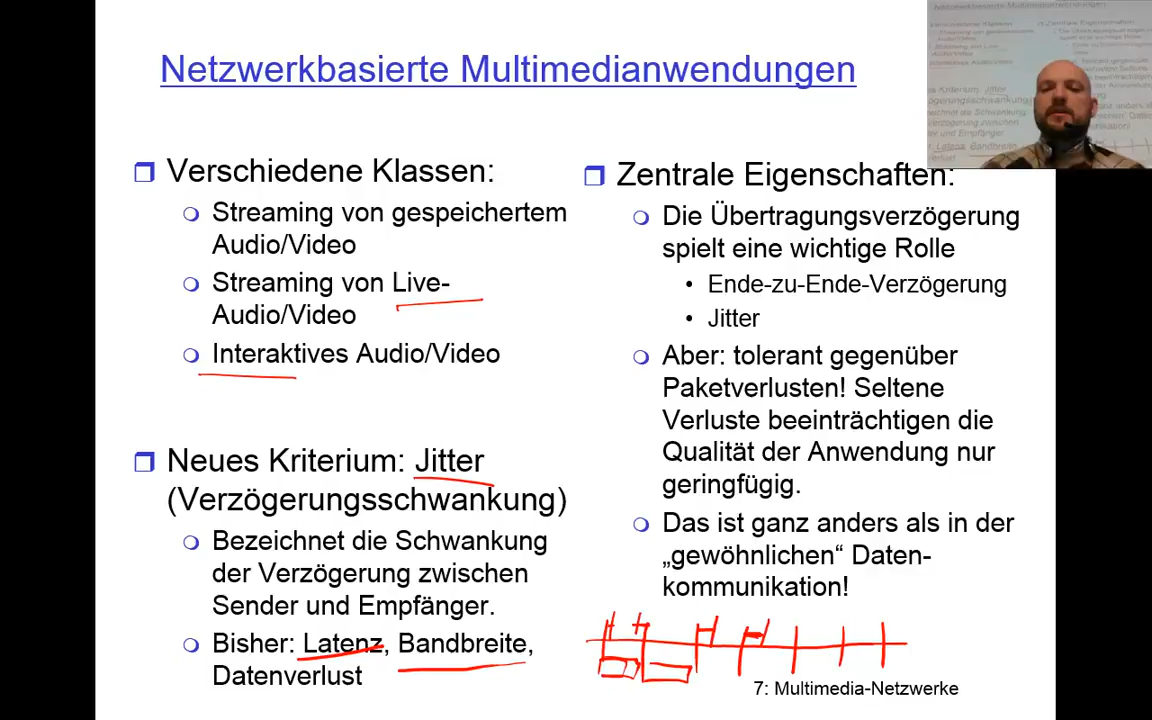 Netzwerkbasierte Multimedianwendungen
Verschiedene Klassen:
Streaming von gespeichertem
Audio/Video
Streaming von Live-
Audio/Video
Interaktives Audio/Video
Neues Kriterium: Jitter
(Verzögerungsschwankung)
Bezeichnet die Schwankung
der Verzögerung zwischen
Sender und Empfänger.
Bisher: Latenz, Bandbreite,
Datenverlust
Zentrale Eigenschaften:
Die Übertragungsverzögerung
spielt eine wichtige Rolle
Ende-zu-Ende-Verzögerung
Jitter
Aber: tolerant gegenüber
Paketverlusten! Seltene
Verluste beeinträchtigen die
Qualität der Anwendung nur
geringfügig.
Das ist ganz anders als in der
„gewöhnlichen“ Daten-
kommunikation!
7: Multimedia-Netzwerke